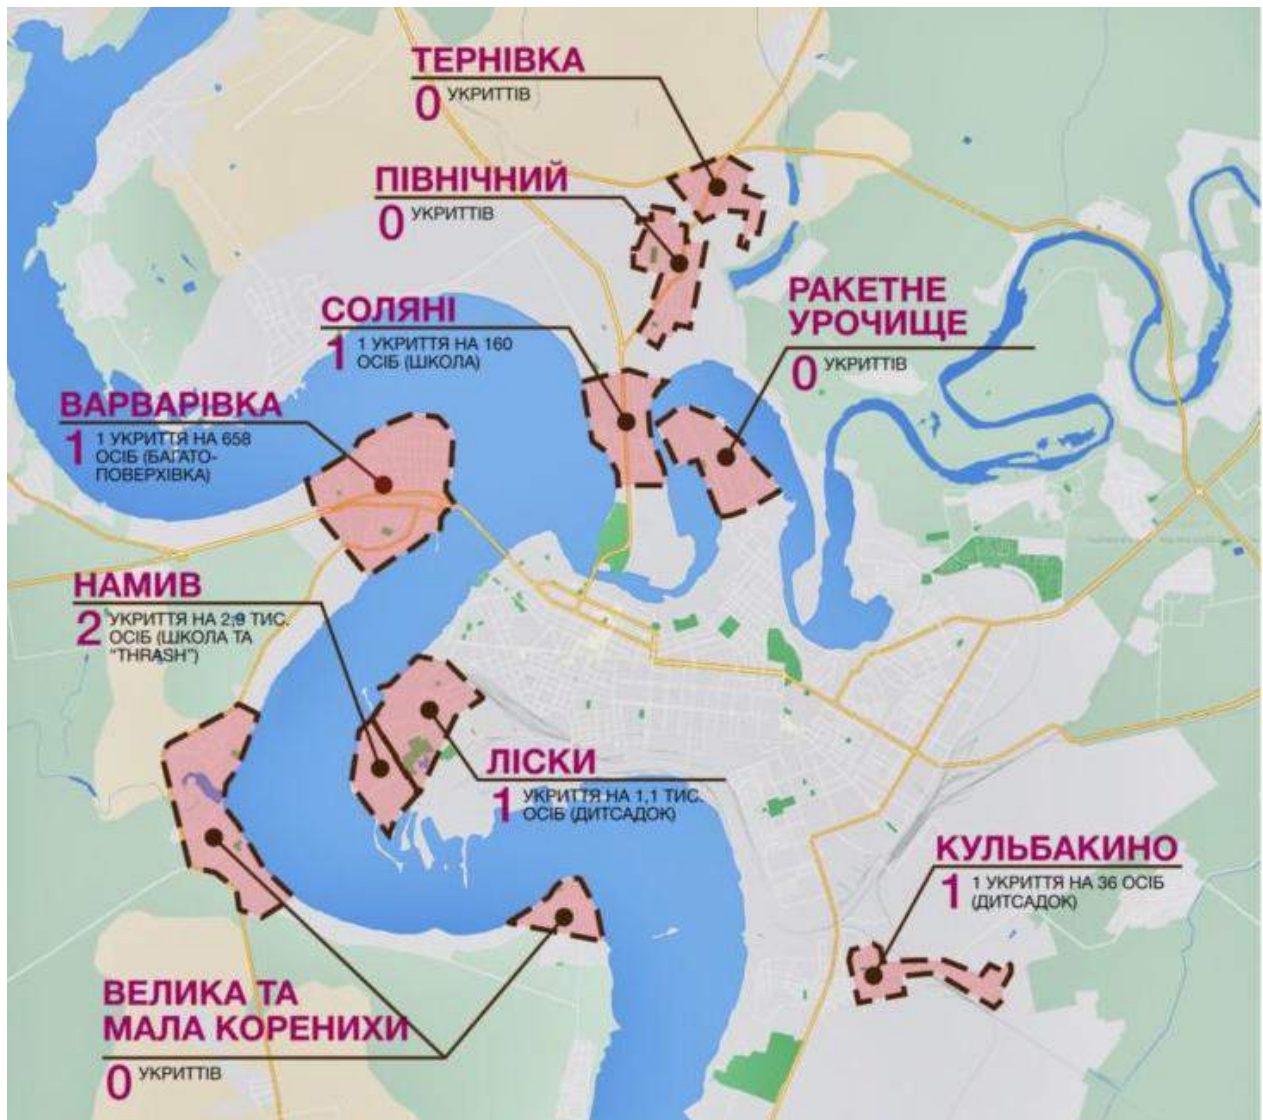 ТЕРНІВКА
0 УКРИТТІВ
ПІВНІЧНИЙ
0 УКРИТТІВ
СОЛЯНІ
1 1 УКРИТТЯ НА 160
ОСІБ (ШКОЛА)
РАКЕТНЕ
УРОЧИЩЕ
0 УКРИТТІВ
ВАРВАРІВКА
1 1 УКРИТТЯ НА 658
ОСІБ (БАГАТО-
ПОВЕРХІВКА)
НАМИВ
2 УКРИТТЯ НА 2,9 ТИС.
ОСІБ (ШКОЛА ТА
"THRASH")
ЛІСКИ
1 УКРИТТЯ НА 1,1 ТИС.
ОСІБ (ДИТСАДОК)
КУЛЬБАКИНО
1 1 УКРИТТЯ НА 36 ОСІБ
(ДИТСАДОК)
ВЕЛИКА ТА
МАЛА КОРЕНИХИ
0 УКРИТТІВ